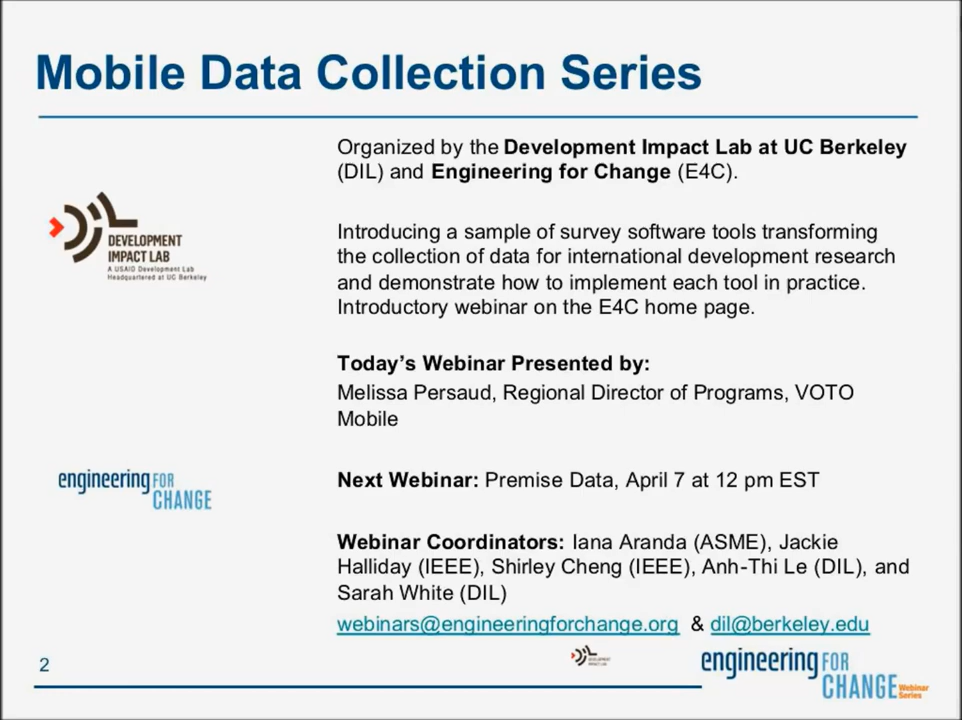 Mobile Data Collection Series
Organized by the Development Impact Lab at UC Berkeley
(DIL) and Engineering for Change (E4C).
DEVELOPMENT
IMPACT LAB
A USAID Development Lab
Headquartered at UC Berkeley
Introducing a sample of survey software tools transforming
the collection of data for international development research
and demonstrate how to implement each tool in practice.
Introductory webinar on the E4C home page.
Today’s Webinar Presented by:
Melissa Persaud, Regional Director of Programs, VOTO
Mobile
engineering FOR
CHANGE
Next Webinar: Premise Data, April 7 at 12 pm EST
Webinar Coordinators: Iana Aranda (ASME), Jackie
Halliday (IEEE), Shirley Cheng (IEEE), Anh-Thi Le (DIL), and
Sarah White (DIL)
webinars@engineeringforchange.org & dil@berkeley.edu
2
engineering FOR
CHANGE Webinar
Series